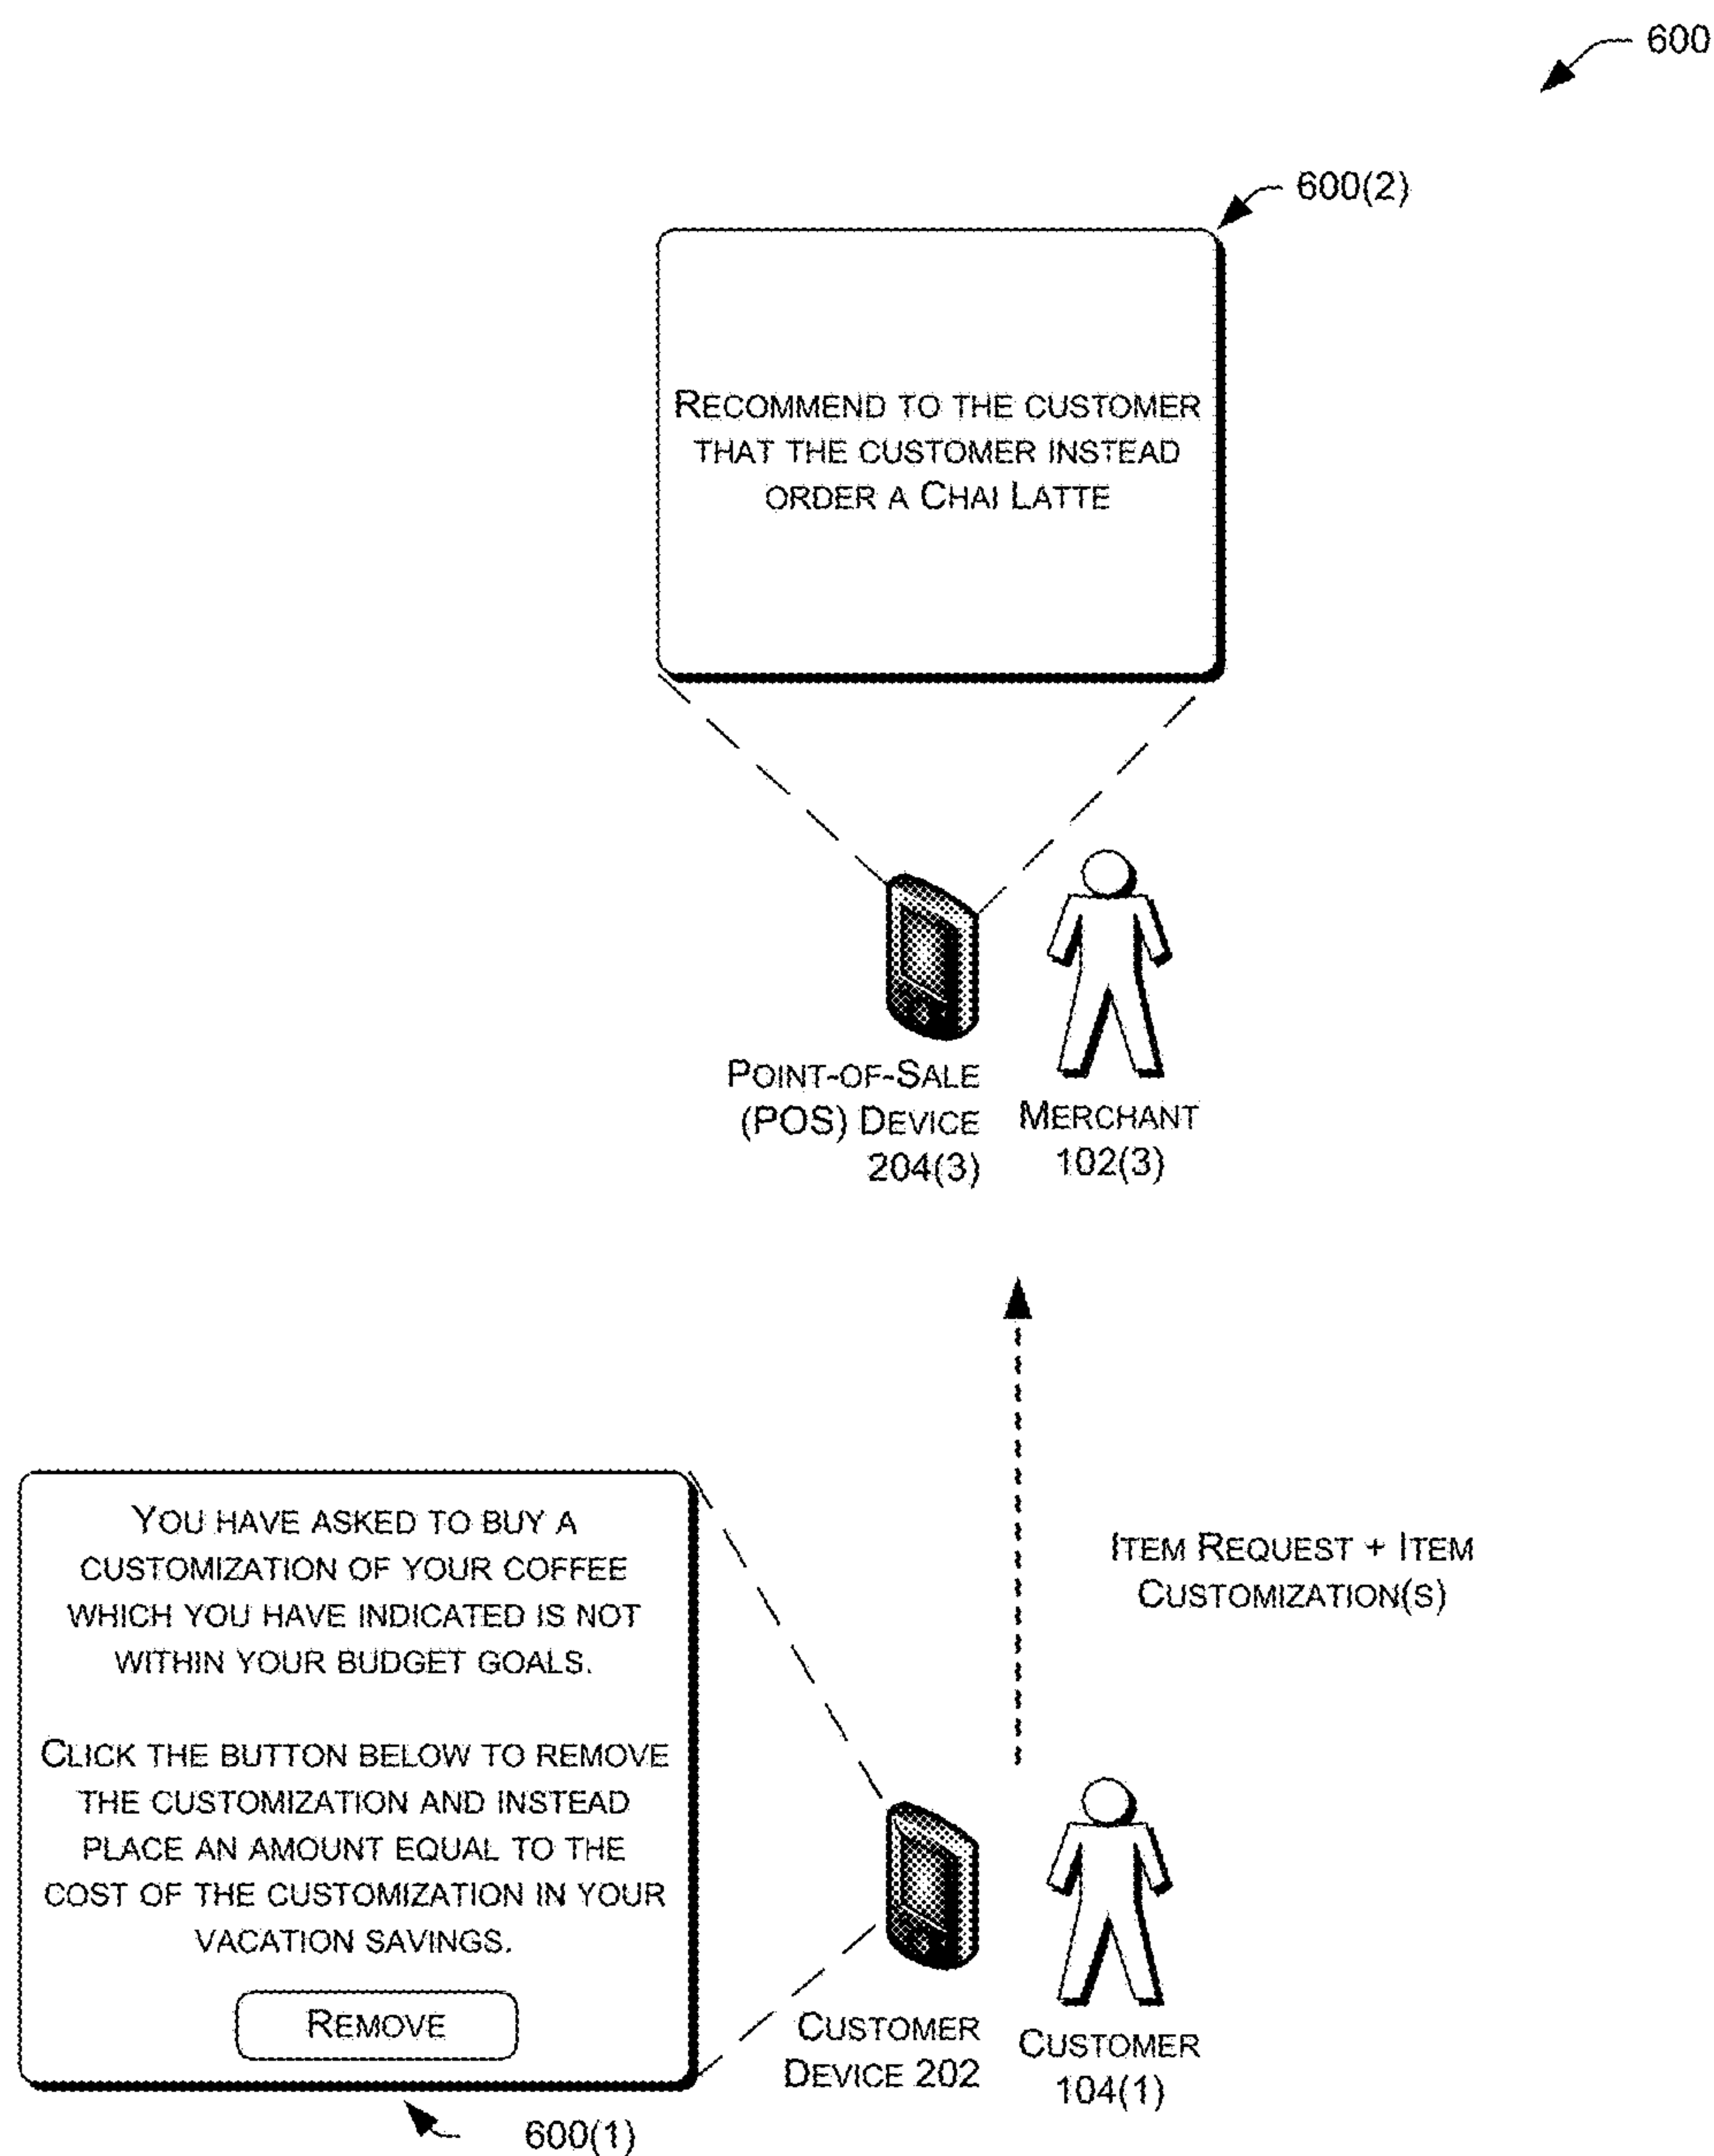 600
600(2)
RECOMMEND TO THE CUSTOMER
THAT THE CUSTOMER INSTEAD
ORDER A CHAI LATTE
POINT-OF-SALE
(POS) DEVICE
204(3)
MERCHANT
102(3)
ITEM REQUEST + ITEM
CUSTOMIZATION(S)
YOU HAVE ASKED TO BUY A
CUSTOMIZATION OF YOUR COFFEE
WHICH YOU HAVE INDICATED IS NOT
WITHIN YOUR BUDGET GOALS.
CLICK THE BUTTON BELOW TO REMOVE
THE CUSTOMIZATION AND INSTEAD
PLACE AN AMOUNT EQUAL TO THE
COST OF THE CUSTOMIZATION IN YOUR
VACATION SAVINGS.
REMOVE
CUSTOMER
DEVICE 202
CUSTOMER
104(1)
600(1)